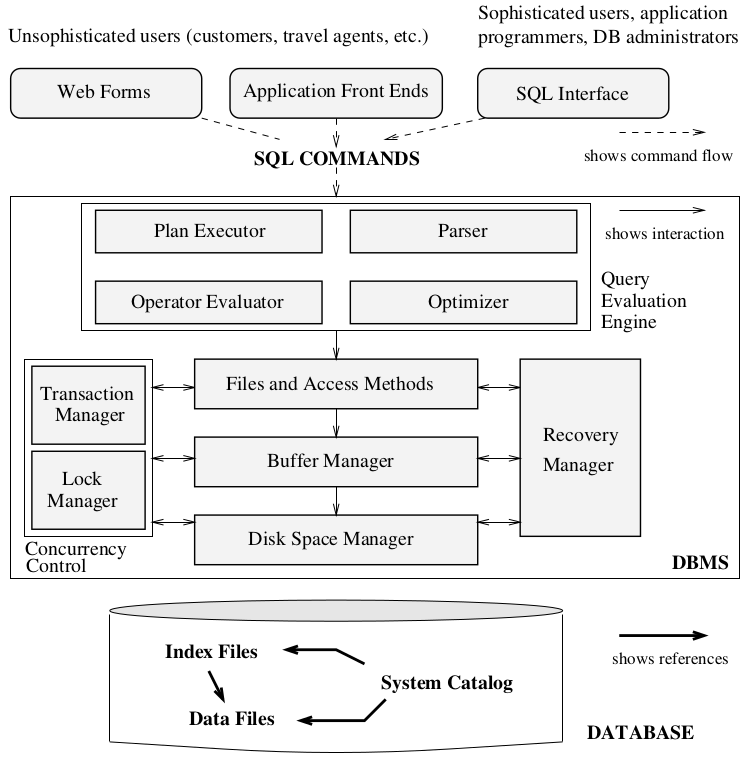 Unsophisticated users (customers, travel agents, etc.)
Sophisticated users, application
programmers, DB administrators
Web Forms
Application Front Ends
SQL Interface
SQL COMMANDS
shows command flow
shows interaction
Plan Executor
Parser
Operator Evaluator
Optimizer
Query
Evaluation
Engine
Files and Access Methods
Transaction
Manager
Lock
Manager
Concurrency
Control
Buffer Manager
Disk Space Manager
Recovery
Manager
DBMS
Index Files
System Catalog
Data Files
shows references
DATABASE